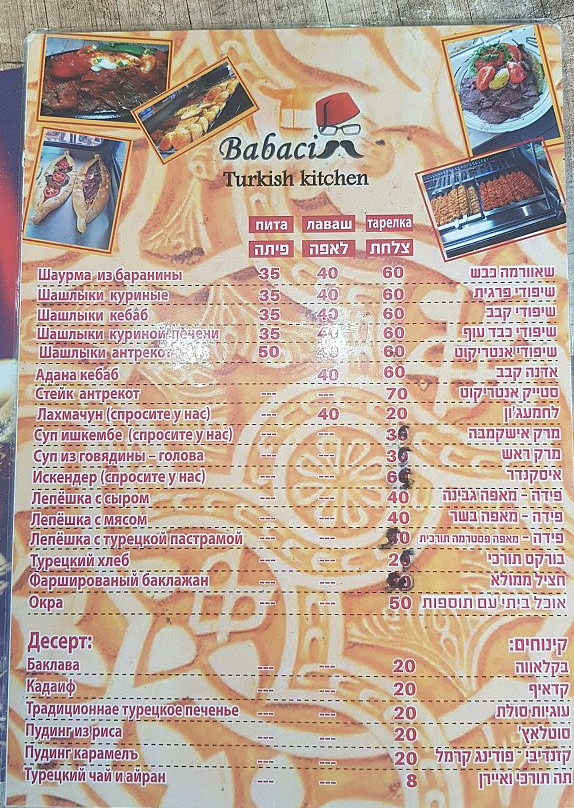 Babaci
Turkish kitchen
пита лаваш тарелка
פיתה לאפה צלחת
Шаурма из баранины 35 40 60 שאוורמה כבש
Шашлыки куриные 35 40 60 שיפודי פרגית
Шашлыки кебаб 35 40 60 שיפודי קבב
Шашлыки куриной печени 35 40 60 שיפודי כבד עוף
Шашлыки антрекот 50 40 60 שיפודי אנטריקוט
Адана кебаб 40 60 אדנה קבב
Стейк антрекот --- --- 70 סטייק אנטריקוט
Лахмачун (спросите у нас) --- 40 20 לחמעג'ון
Суп ишкембе (спросите у нас) --- --- מרק אישקמבה
Суп из говядины – голова --- --- מרק ראש
Искендер (спросите у нас) --- --- איסקנדר
Лепёшка с сыром --- --- 40 פידה - מאפה גבינה
Лепёшка с мясом --- --- 40 פידה - מאפה בשר
Лепёшка с турецкой пастрамой --- --- פידה - מאפה פסטרמה תורכית
Турецкий хлеб --- --- בורקס תורכי
Фаршированый баклажан --- --- חציל ממולא
Окра --- --- 50 אוכל ביתי עם תוספות
Десерт: קינוחים:
Баклава --- --- 20 בקלאווה
Кадаиф --- --- 20 קדאיף
Традиционнае турецкое печенье --- --- 20 עוגיות סולת
Пудинг из риса --- --- 20 סוטלאץ'
Пудинг карамелъ --- --- 20 קזנדיבי - פודינג קרמל
Турецкий чай и айран --- --- 8 תה תורכי ואיירן